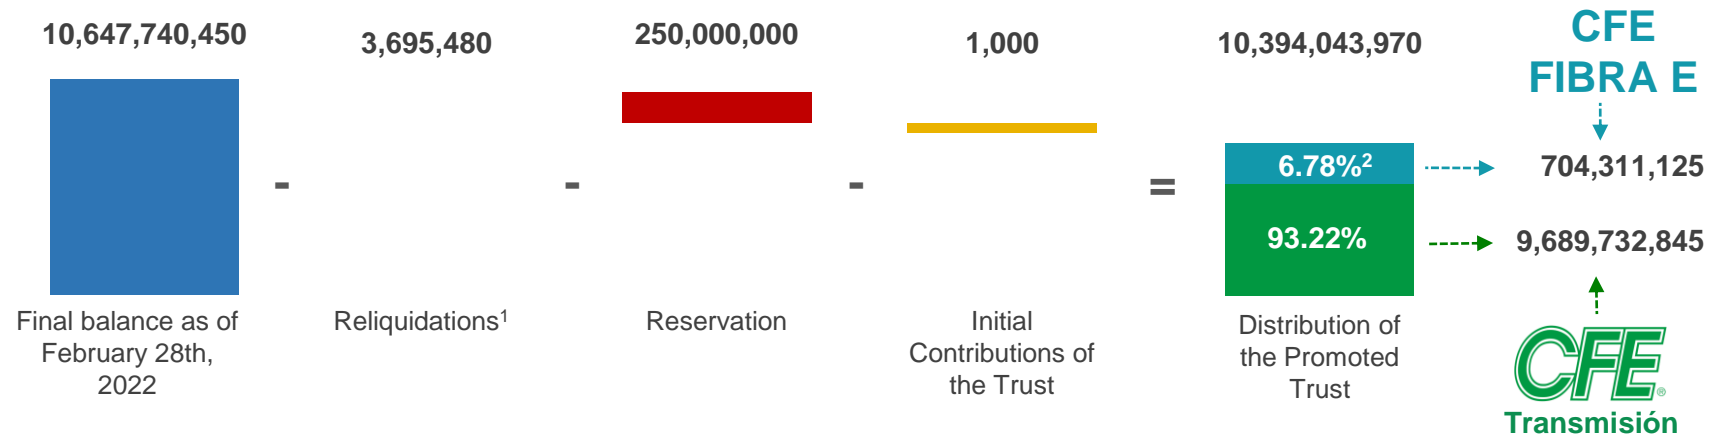 10,647,740,450
3,695,480
250,000,000
1,000
10,394,043,970
CFE
FIBRA E
-
-
-
=
6.78%²
704,311,125
93.22%
9,689,732,845
Final balance as of
February 28th,
2022
Reliquidations¹
Reservation
Initial
Contributions of
the Trust
Distribution of
the Promoted
Trust
CFE®
Transmisión